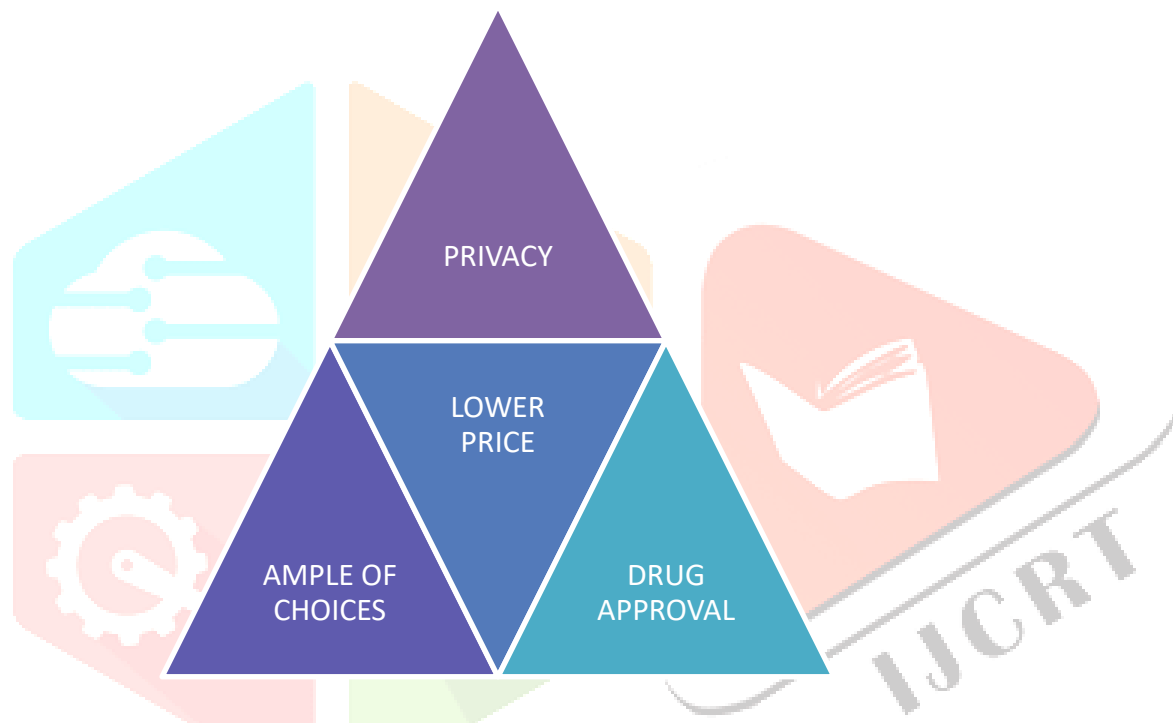 PRIVACY
LOWER
PRICE
AMPLE OF
CHOICES
DRUG
APPROVAL
IJCRT